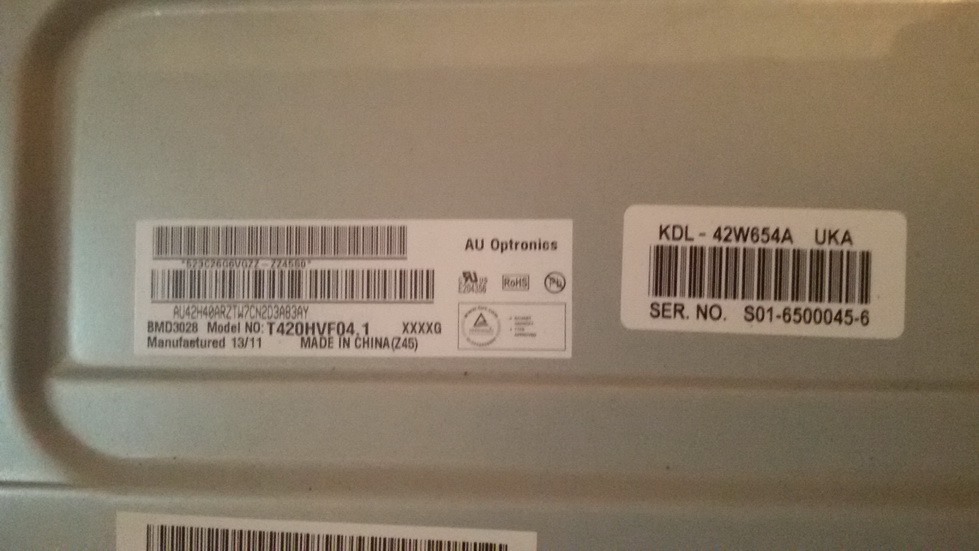 AU Optronics
RoHS
AU42H40ARZTW7CN2D3AB3AY
BMD3028 Model NO: T420HVF04.1 XXXXG
Manufactured 13/11 MADE IN CHINA(Z45)
KDL - 42W654A UKA
SER. NO. S01-6500045-6